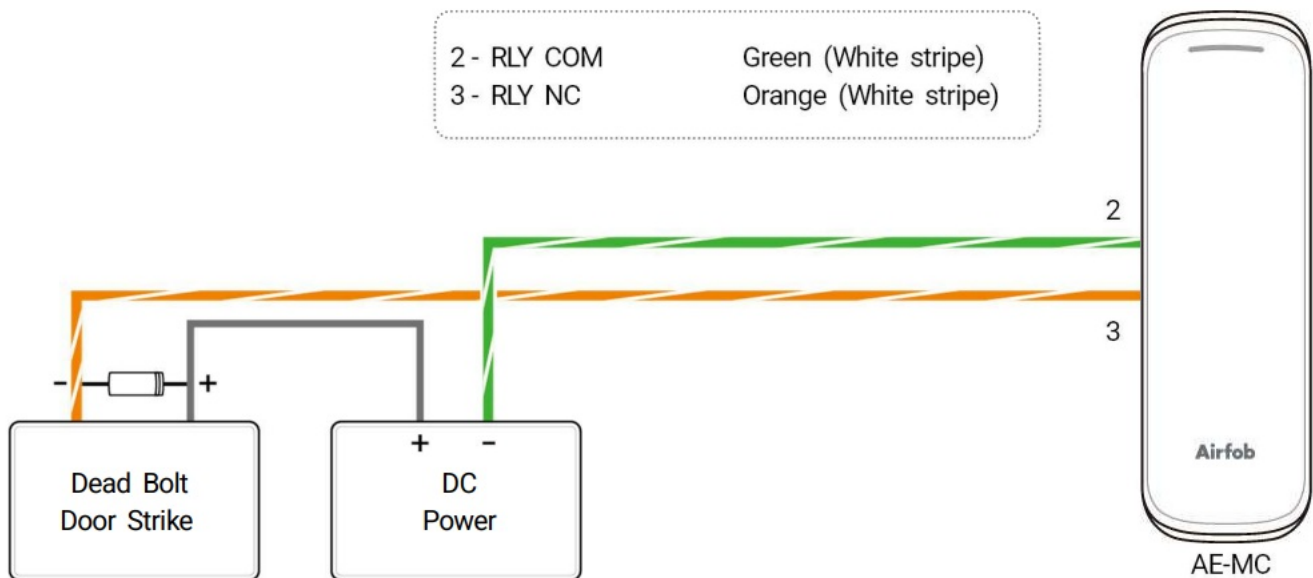 2 - RLY COM Green (White stripe)
3 - RLY NC Orange (White stripe)
2
3
- +
+ -
Dead Bolt
Door Strike
DC
Power
Airfob
AE-MC